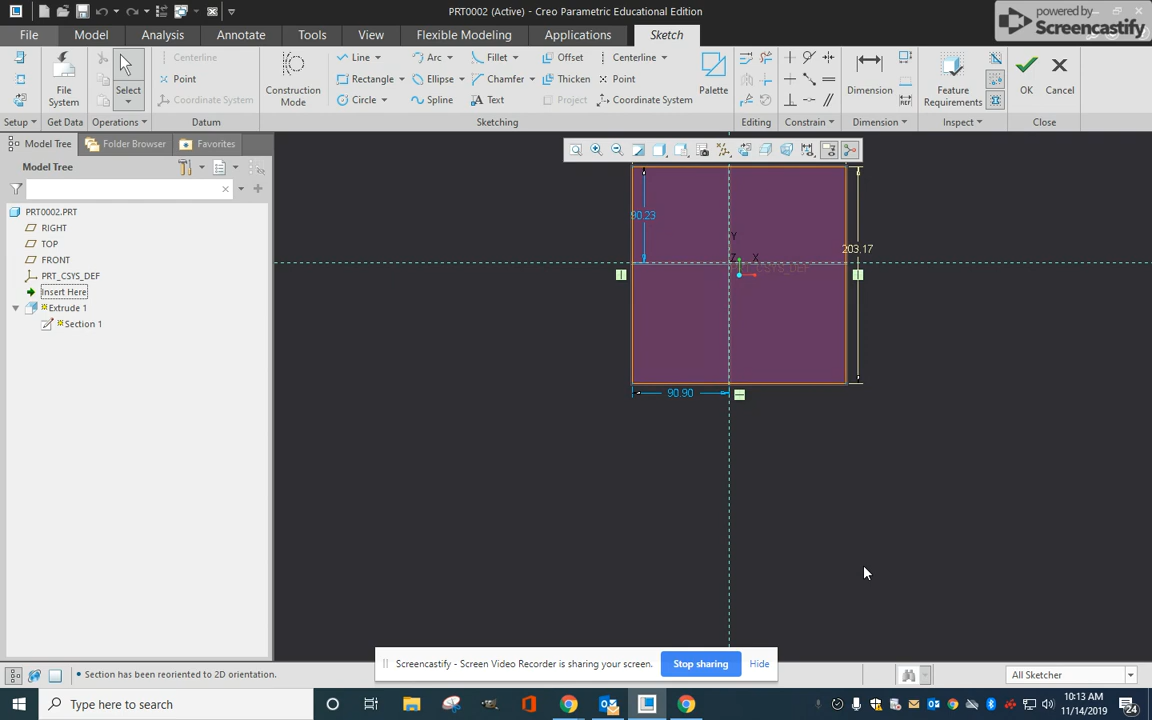 PRT0002 (Active) - Creo Parametric Educational Edition
powered by
Screencastify
File Model Analysis Annotate Tools View Flexible Modeling Applications Sketch
File System
Select
Centerline
Point
Coordinate System
Construction Mode
Line
Arc
Fillet
Offset
Centerline
Rectangle
Ellipse
Chamfer
Thicken
Point
Circle
Spline
Text
Project
Coordinate System
Palette
Dimension
Feature Requirements
OK
Cancel
Setup Get Data Operations Datum Sketching Editing Constrain Dimension Inspect Close
Model Tree Folder Browser Favorites
Model Tree
PRT0002.PRT
RIGHT
TOP
FRONT
PRT_CSYS_DEF
Insert Here
Extrude 1
Section 1
90.23
Y
Z X
PRT_CSYS_DEF
203.17
90.90
Screencastify - Screen Video Recorder is sharing your screen.
Stop sharing
Hide
Section has been reoriented to 2D orientation.
All Sketcher
Type here to search
10:13 AM
11/14/2019
24